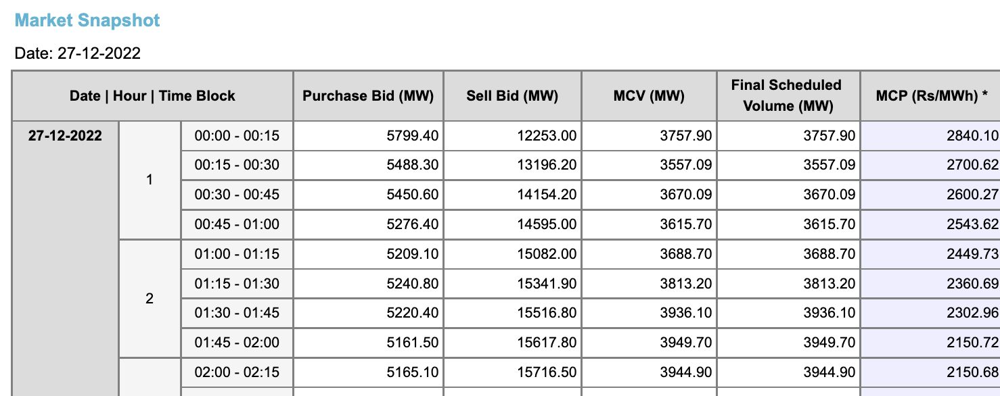 Market Snapshot
Date: 27-12-2022
Date | Hour | Time Block Purchase Bid (MW) Sell Bid (MW) MCV (MW) Final Scheduled Volume (MW) MCP (Rs/MWh) *
27-12-2022 1 00:00 - 00:15 5799.40 12253.00 3757.90 3757.90 2840.10
00:15 - 00:30 5488.30 13196.20 3557.09 3557.09 2700.62
00:30 - 00:45 5450.60 14154.20 3670.09 3670.09 2600.27
00:45 - 01:00 5276.40 14595.00 3615.70 3615.70 2543.62
2 01:00 - 01:15 5209.10 15082.00 3688.70 3688.70 2449.73
01:15 - 01:30 5240.80 15341.90 3813.20 3813.20 2360.69
01:30 - 01:45 5220.40 15516.80 3936.10 3936.10 2302.96
01:45 - 02:00 5161.50 15617.80 3949.70 3949.70 2150.72
02:00 - 02:15 5165.10 15716.50 3944.90 3944.90 2150.68